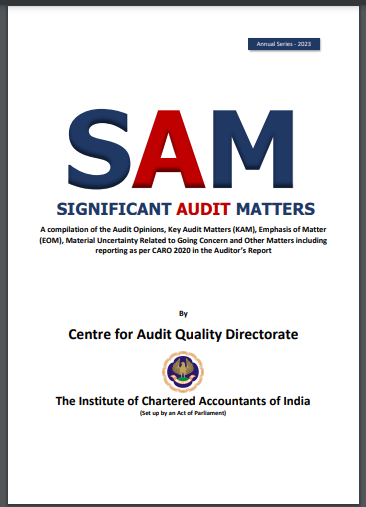 Annual Series - 2023
SAM
SIGNIFICANT AUDIT MATTERS
A compilation of the Audit Opinions, Key Audit Matters (KAM), Emphasis of Matter
(EOM), Material Uncertainty Related to Going Concern and Other Matters including
reporting as per CARO 2020 in the Auditor's Report
By
Centre for Audit Quality Directorate
The Institute of Chartered Accountants of India
(Set up by an Act of Parliament)